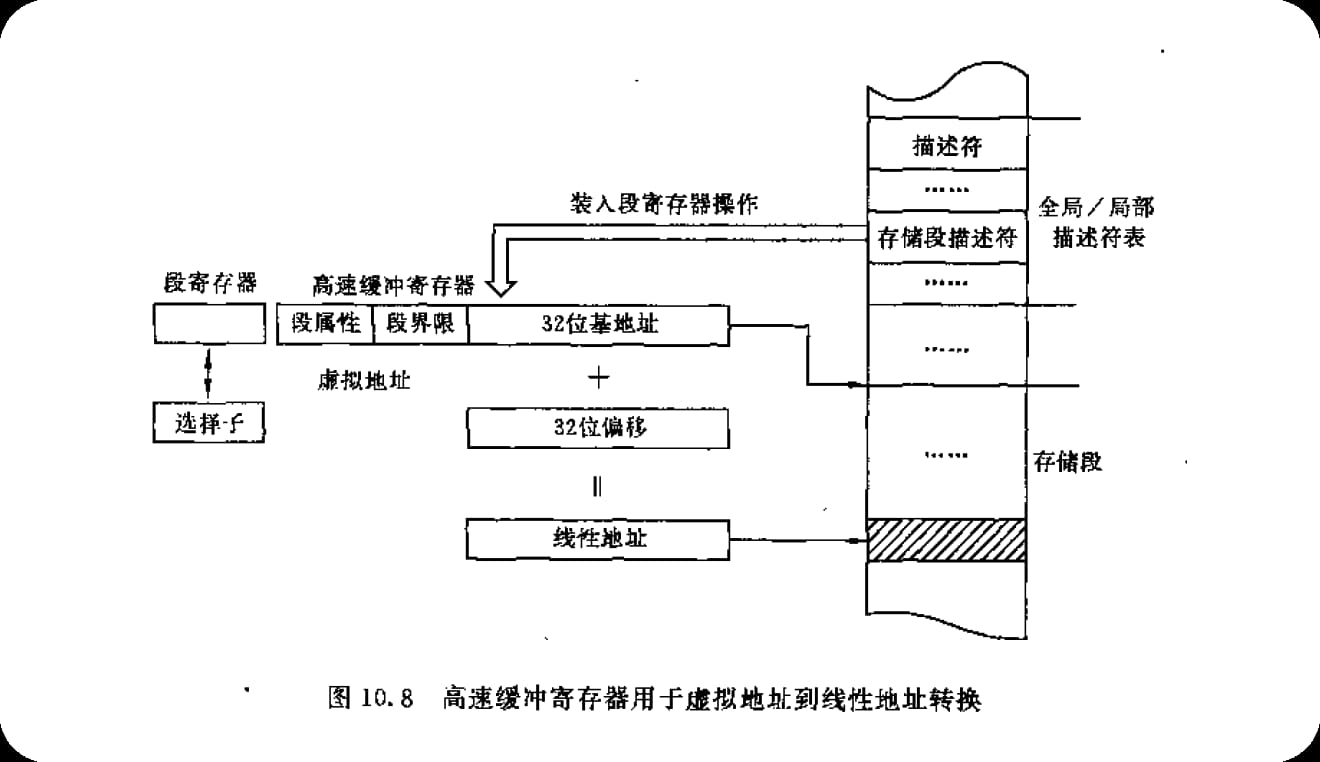 描述符
……
装入段寄存器操作
全局／局部
存储段描述符
描述符表
……
段寄存器
高速缓冲寄存器
段属性
段界限
32位基地址
……
虚拟地址
+
选择子
32位偏移
……
存储段
=
线性地址
图 10.8 高速缓冲寄存器用于虚拟地址到线性地址转换